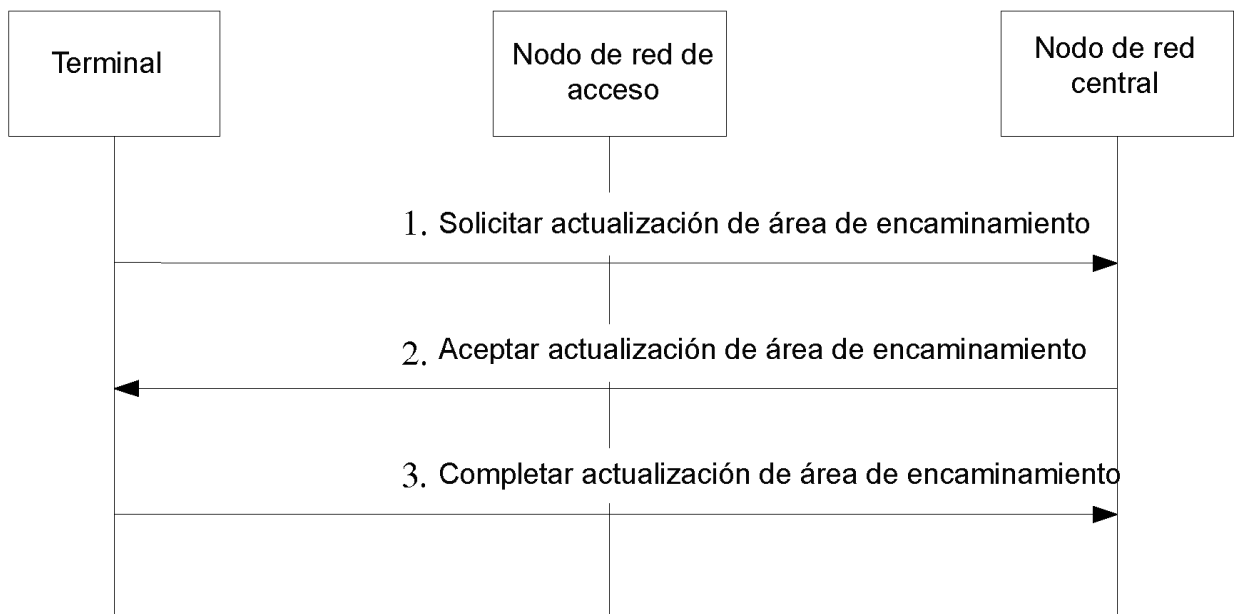 Terminal
Nodo de red de
acceso
Nodo de red
central
1. Solicitar actualización de área de encaminamiento
2. Aceptar actualización de área de encaminamiento
3. Completar actualización de área de encaminamiento